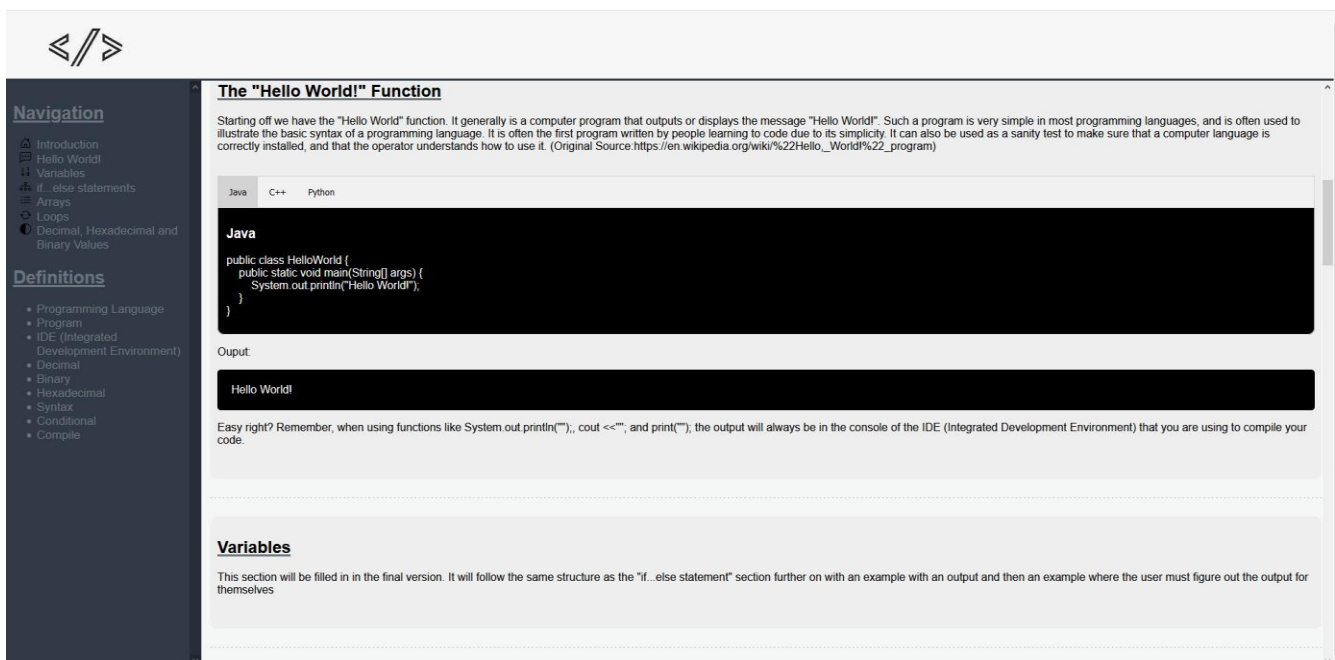 </>
Navigation
Introduction
Hello World!
Variables
if...else statements
Arrays
Loops
Decimal, Hexadecimal and
Binary Values
Definitions
Programming Language
Program
IDE (Integrated
Development Environment)
Decimal
Binary
Hexadecimal
Syntax
Conditional
Compile
The "Hello World!" Function
Starting off we have the "Hello World" function. It generally is a computer program that outputs or displays the message "Hello World!". Such a program is very simple in most programming languages, and is often used to
illustrate the basic syntax of a programming language. It is often the first program written by people learning to code due to its simplicity. It can also be used as a sanity test to make sure that a computer language is
correctly installed, and that the operator understands how to use it. (Original Source:https://en.wikipedia.org/wiki/%22Hello,_World!%22_program)
Java C++ Python
Java
public class HelloWorld {
public static void main(String[] args) {
System.out.println("Hello World!");
}
}
Ouput:
Hello World!
Easy right? Remember, when using functions like System.out.println("");, cout <<""; and print(""); the output will always be in the console of the IDE (Integrated Development Environment) that you are using to compile your
code.
Variables
This section will be filled in in the final version. It will follow the same structure as the "if...else statement" section further on with an example with an output and then an example where the user must figure out the output for
themselves